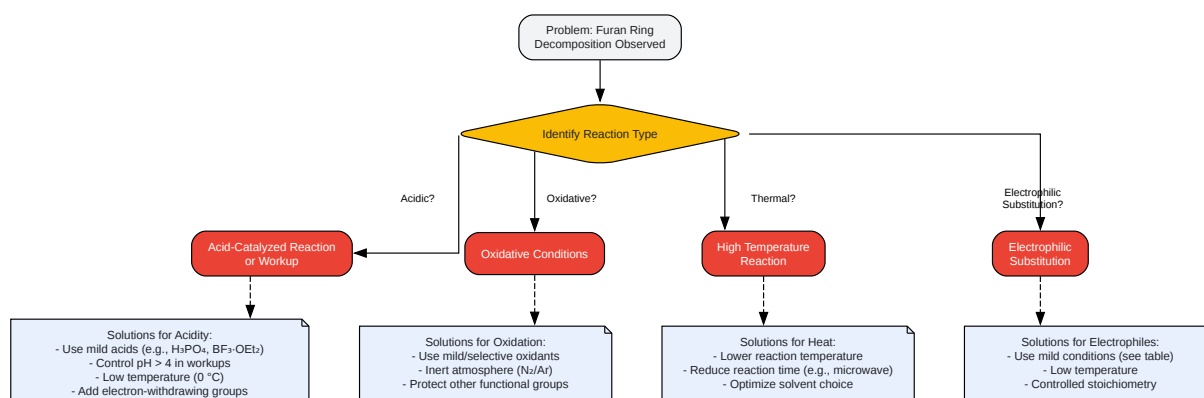 Problem: Furan Ring
Decomposition Observed
Identify Reaction Type
Acidic?
Oxidative?
Thermal?
Electrophilic
Substitution?
Acid-Catalyzed Reaction
or Workup
Oxidative Conditions
High Temperature
Reaction
Electrophilic
Substitution
Solutions for Acidity:
- Use mild acids (e.g., H₃PO₄, BF₃·OEt₂)
- Control pH > 4 in workups
- Low temperature (0 °C)
- Add electron-withdrawing groups
Solutions for Oxidation:
- Use mild/selective oxidants
- Inert atmosphere (N₂/Ar)
- Protect other functional groups
Solutions for Heat:
- Lower reaction temperature
- Reduce reaction time (e.g., microwave)
- Optimize solvent choice
Solutions for Electrophiles:
- Use mild conditions (see table)
- Low temperature
- Controlled stoichiometry